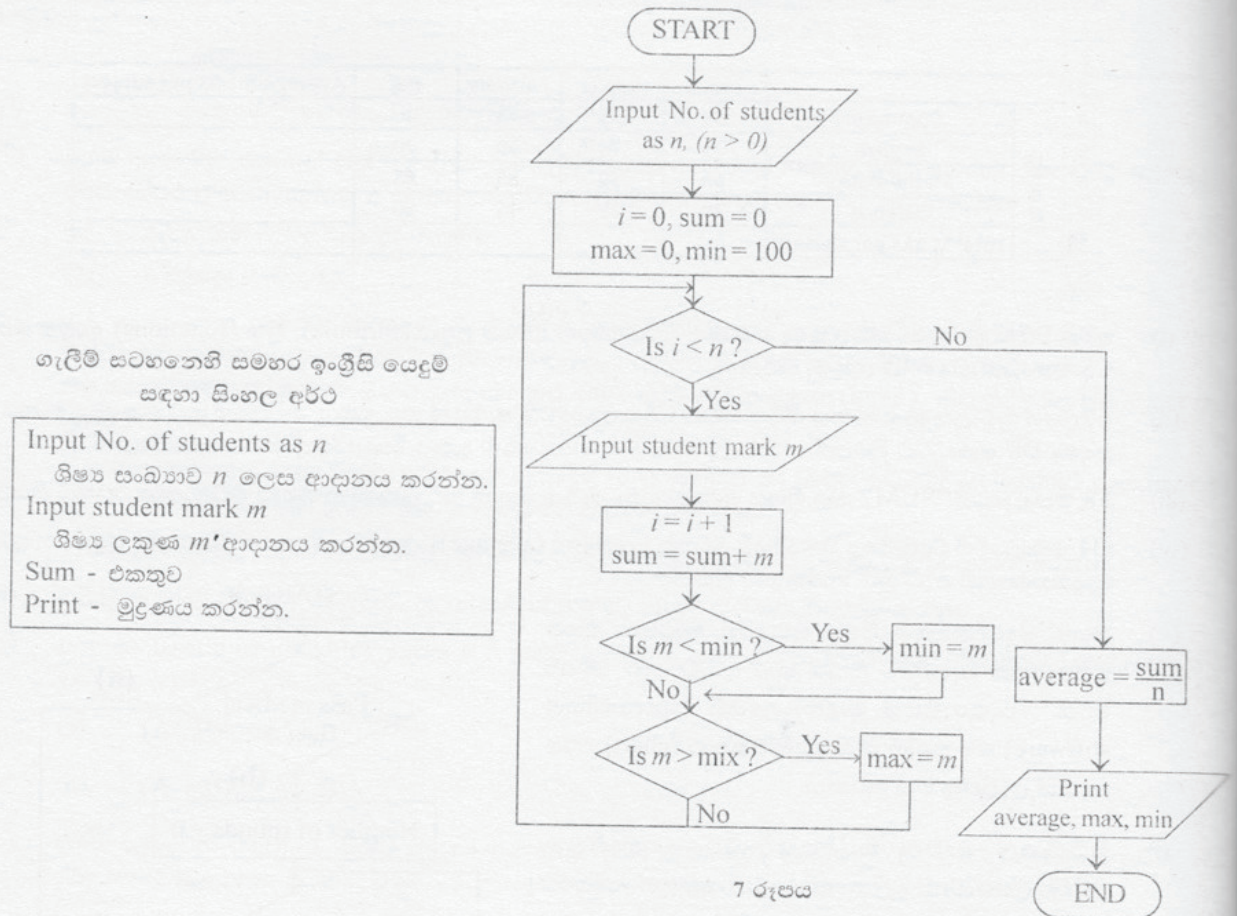 START
Input No. of students
as n, (n > 0)
i = 0, sum = 0
max = 0, min = 100
Is i < n ?
No
Yes
Input student mark m
i = i + 1
sum = sum+ m
Is m < min ?
Yes
min = m
No
Is m > mix ?
Yes
max = m
No
average = sum/n
Print
average, max, min
END
ගැලීම් සටහනෙහි සමහර ඉංග්‍රීසි යෙදුම්
සඳහා සිංහල අර්ථ
Input No. of students as n
ශිෂ්‍ය සංඛ්‍යාව n ලෙස ආදානය කරන්න.
Input student mark m
ශිෂ්‍ය ලකුණ m' ආදානය කරන්න.
Sum - එකතුව
Print - මුද්‍රණය කරන්න.
7 රූපය